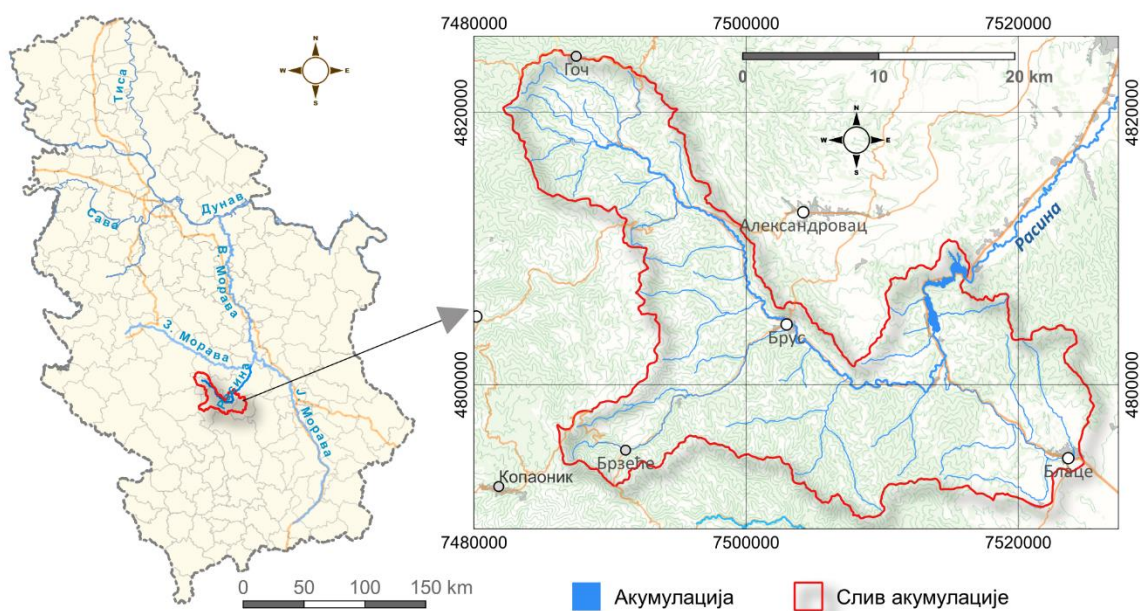 N
W E
S
Тиса
Сава
Дунав
В. Морава
З. Морава
Расина
Ј. Морава
0 50 100 150 km
7480000 7500000 7520000
4820000
4800000
0 10 20 km
N
W E
S
Гоч
Александровац
Расина
Брус
Брзеће
Копаоник
Блаце
4820000
4800000
7480000 7500000 7520000
Акумулација
Слив акумулације